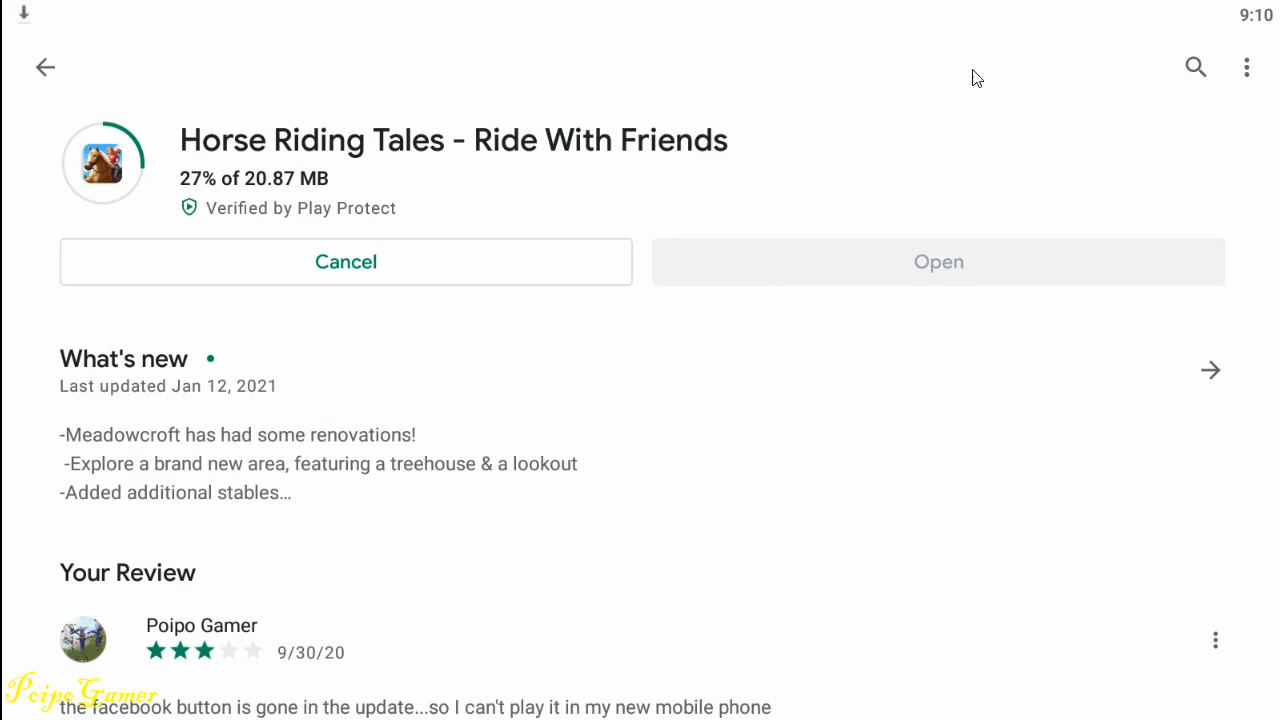 9:10
Horse Riding Tales - Ride With Friends
27% of 20.87 MB
Verified by Play Protect
Cancel
Open
What's new
Last updated Jan 12, 2021
-Meadowcroft has had some renovations!
-Explore a brand new area, featuring a treehouse & a lookout
-Added additional stables…
Your Review
Poipo Gamer
9/30/20
PoipoGamer
the facebook button is gone in the update...so I can't play it in my new mobile phone